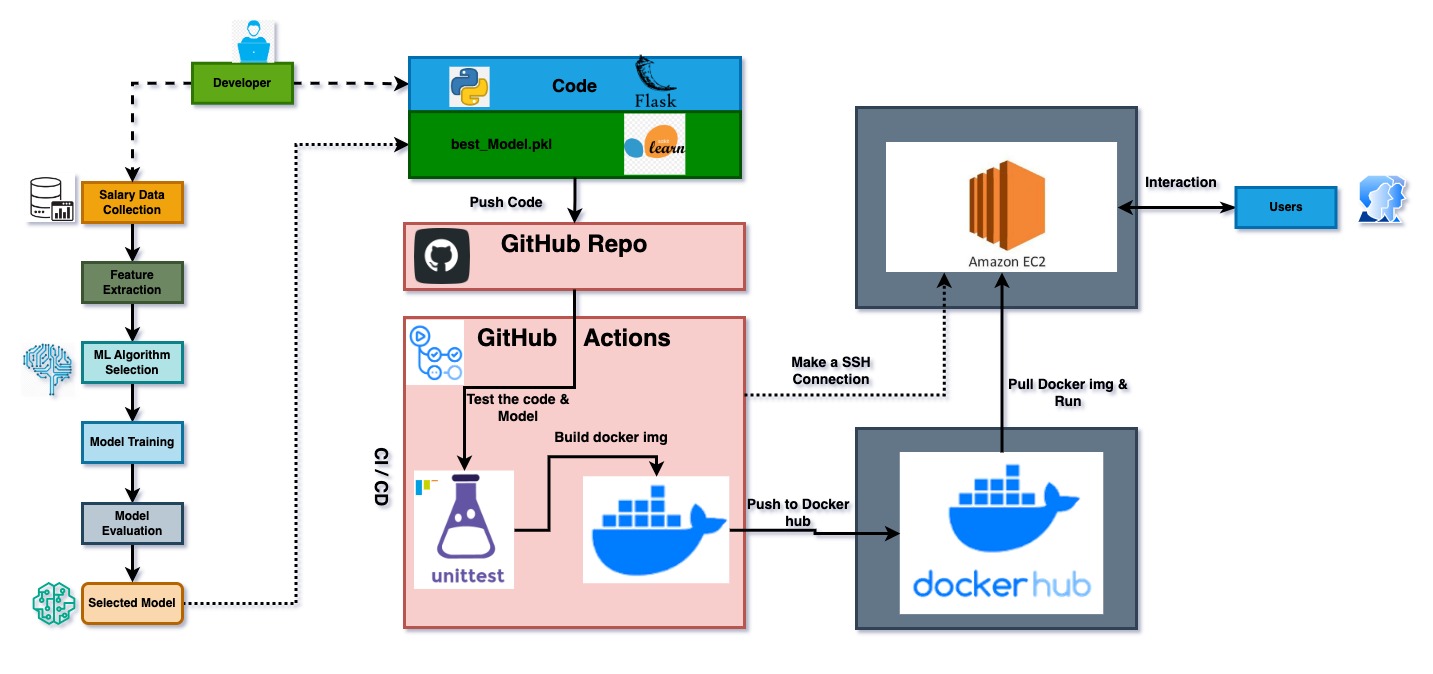 Developer
Salary Data
Collection
Feature
Extraction
ML Algorithm
Selection
Model Training
Model
Evaluation
Selected Model
Code
Flask
best_Model.pkl
learn
Push Code
GitHub Repo
GitHub Actions
Test the code &
Model
Build docker img
CI / CD
unittest
Push to Docker
hub
Make a SSH
Connection
Amazon EC2
Interaction
Users
Pull Docker img &
Run
dockerhub